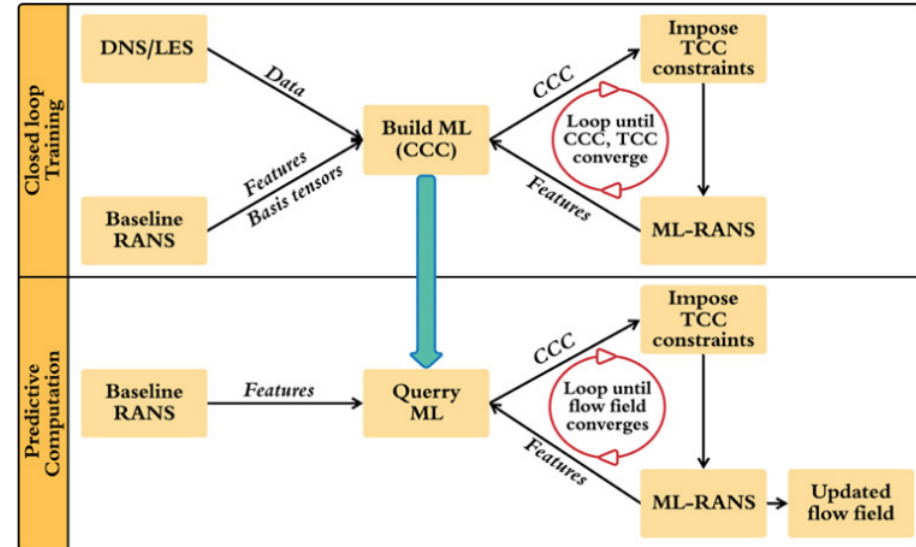 Closed loop
Training
DNS/LES
Data
Baseline
RANS
Features
Basis tensors
Build ML
(CCC)
CCC
Impose
TCC
constraints
Loop until
CCC, TCC
converge
Features
ML-RANS
Predictive
Computation
Baseline
RANS
Features
Querry
ML
CCC
Impose
TCC
constraints
Loop until
flow field
converges
Features
ML-RANS
Updated
flow field